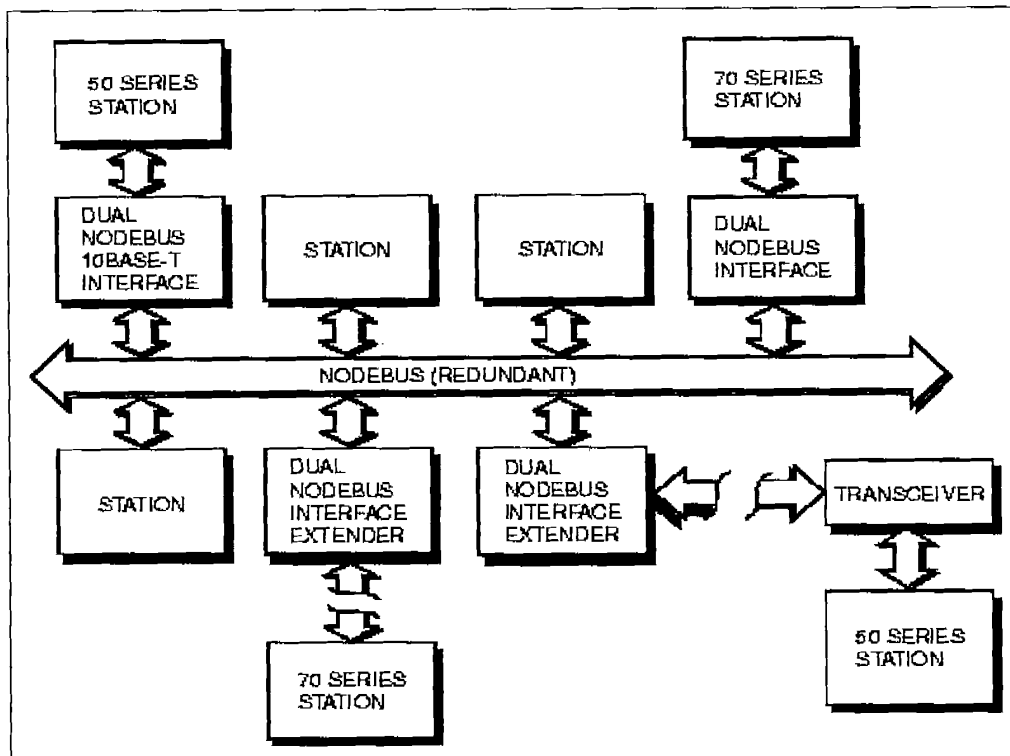 50 SERIES
STATION
70 SERIES
STATION
DUAL
NODEBUS
10BASE-T
INTERFACE
STATION
STATION
DUAL
NODEBUS
INTERFACE
NODEBUS (REDUNDANT)
STATION
DUAL
NODEBUS
INTERFACE
EXTENDER
DUAL
NODEBUS
INTERFACE
EXTENDER
TRANSCEIVER
70 SERIES
STATION
50 SERIES
STATION